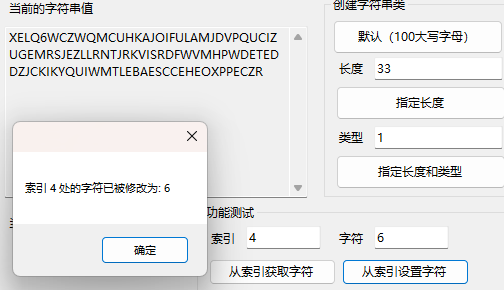 当前的字符串值
XELQ6WCZWQMCUHKAJOIFULAMJDVPQUCIZ
UGEMRSJEZLLRNTJRKVISRDFWVMHPWDETED
DZJCKIKYQUIWMTLEBAESCCEHEOXPPECZR
创建字符串类
默认（100大写字母）
长度 33
指定长度
类型 1
指定长度和类型
索引 4 处的字符已被修改为: 6
确定
功能测试
索引 4 字符 6
从索引获取字符 从索引设置字符